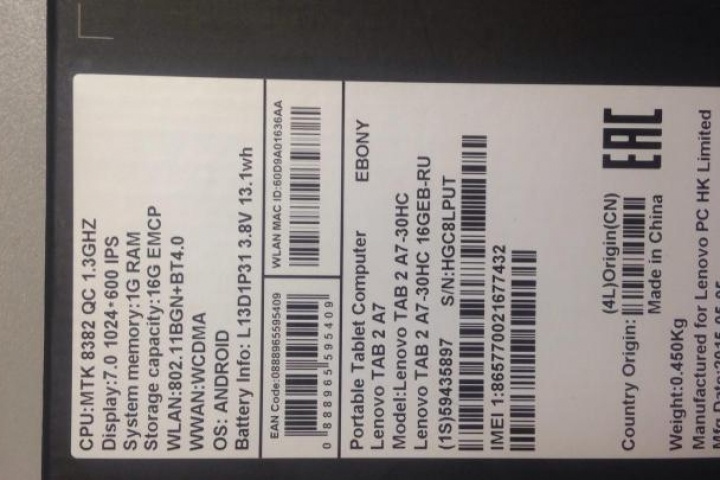 CPU:MTK 8382 QC 1.3GHZ
Display:7.0 1024*600 IPS
System memory:1G RAM
Storage capacity:16G EMCP
WLAN:802.11BGN+BT4.0
WWAN:WCDMA
OS: ANDROID
Battery Info: L13D1P31 3.8V 13.1wh
EAN Code:0888965595409
0 888965 595409
WLAN MAC ID:60D9A01636AA
Portable Tablet Computer EBONY
Lenovo TAB 2 A7
Model:Lenovo TAB 2 A7-30HC
Lenovo TAB 2 A7-30HC 16GEB-RU
(1S)59435897 S/N:HGC8LPUT
IMEI 1:865770021677432
EAC
(4L)Origin(CN)
Country Origin:
Made in China
Weight:0.450Kg
Manufactured for Lenovo PC HK Limited